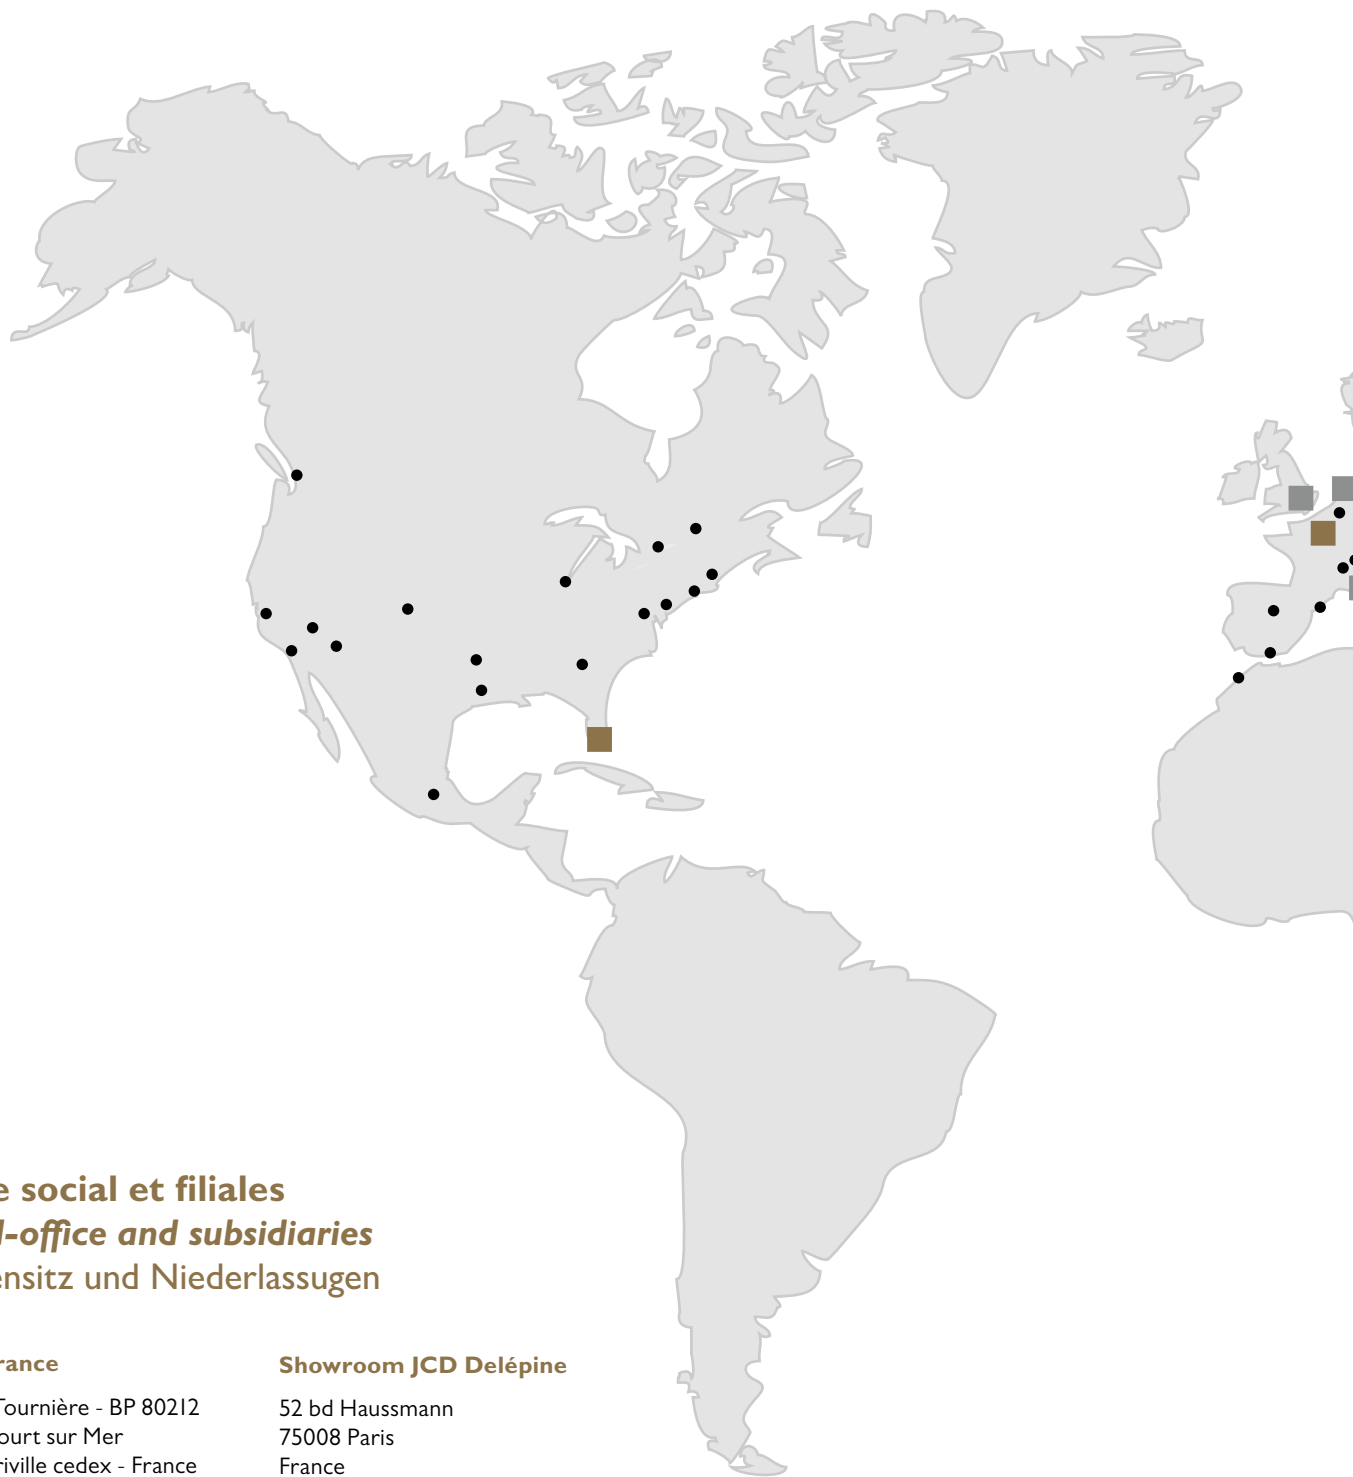 e social et filiales
l-office and subsidiaries
ensitz und Niederlassugen
rance
Tournière - BP 80212
ourt sur Mer
riville cedex - France
Showroom JCD Delépine
52 bd Haussmann
75008 Paris
France